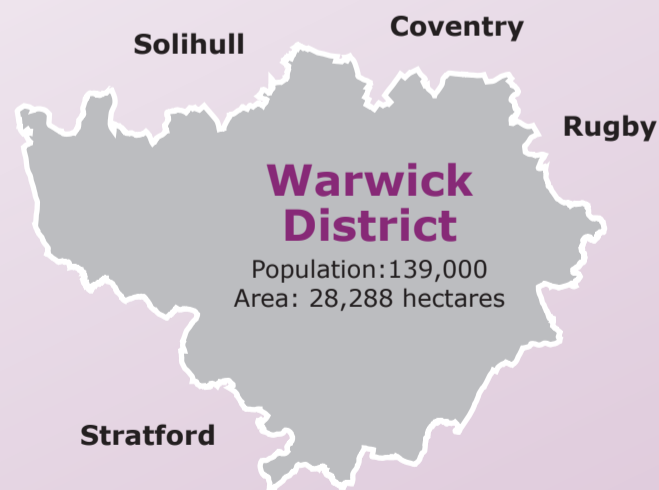 Coventry
Solihull
Rugby
Warwick
District
Population:139,000
Area: 28,288 hectares
Stratford